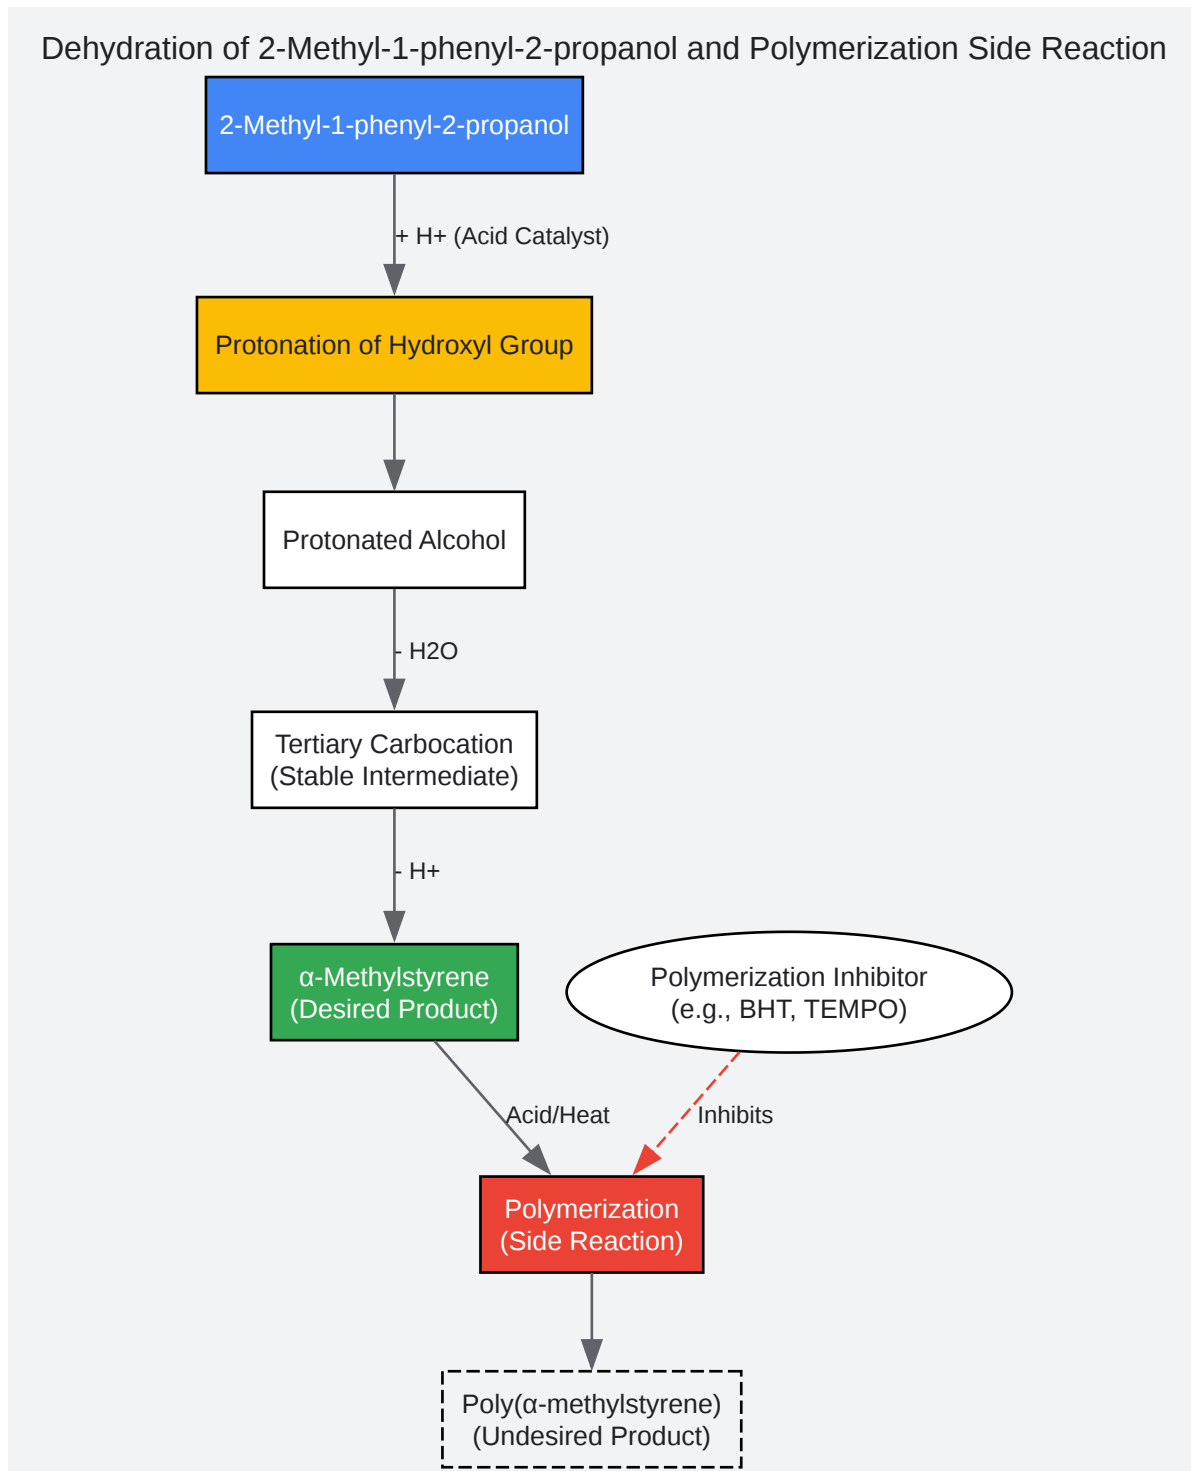 Dehydration of 2-Methyl-1-phenyl-2-propanol and Polymerization Side Reaction
2-Methyl-1-phenyl-2-propanol
+ H+ (Acid Catalyst)
Protonation of Hydroxyl Group
Protonated Alcohol
- H2O
Tertiary Carbocation
(Stable Intermediate)
- H+
α-Methylstyrene
(Desired Product)
Polymerization Inhibitor
(e.g., BHT, TEMPO)
Acid/Heat
Inhibits
Polymerization
(Side Reaction)
Poly(α-methylstyrene)
(Undesired Product)